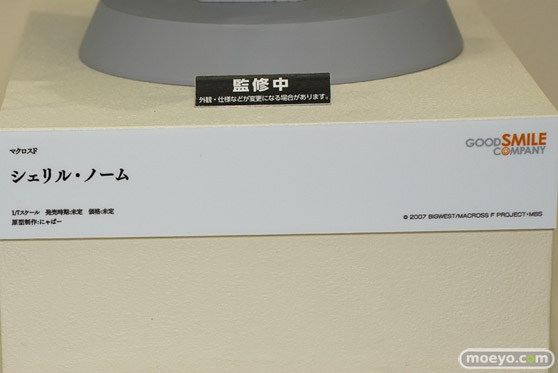 監修中
外観・仕様などが変更になる場合があります。
マクロスF
シェリル・ノーム
1/7スケール 発売時期:未定 価格:未定
原型制作:にゃばー
GOOD SMILE
COMPANY
© 2007 BIGWEST/MACROSS F PROJECT・MBS
moeyo.com